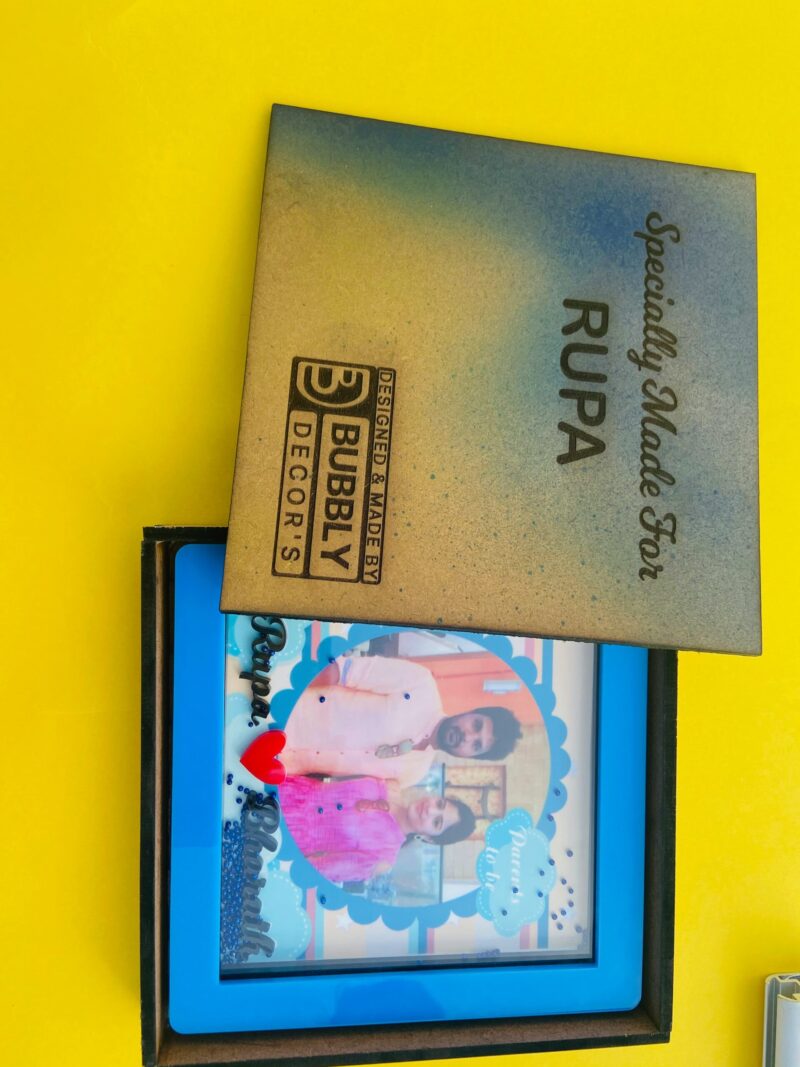 Specially Made For
RUPA
DESIGNED & MADE BY
B
BUBBLY
DECOR'S
Parents
to be
Rupa
Bharath